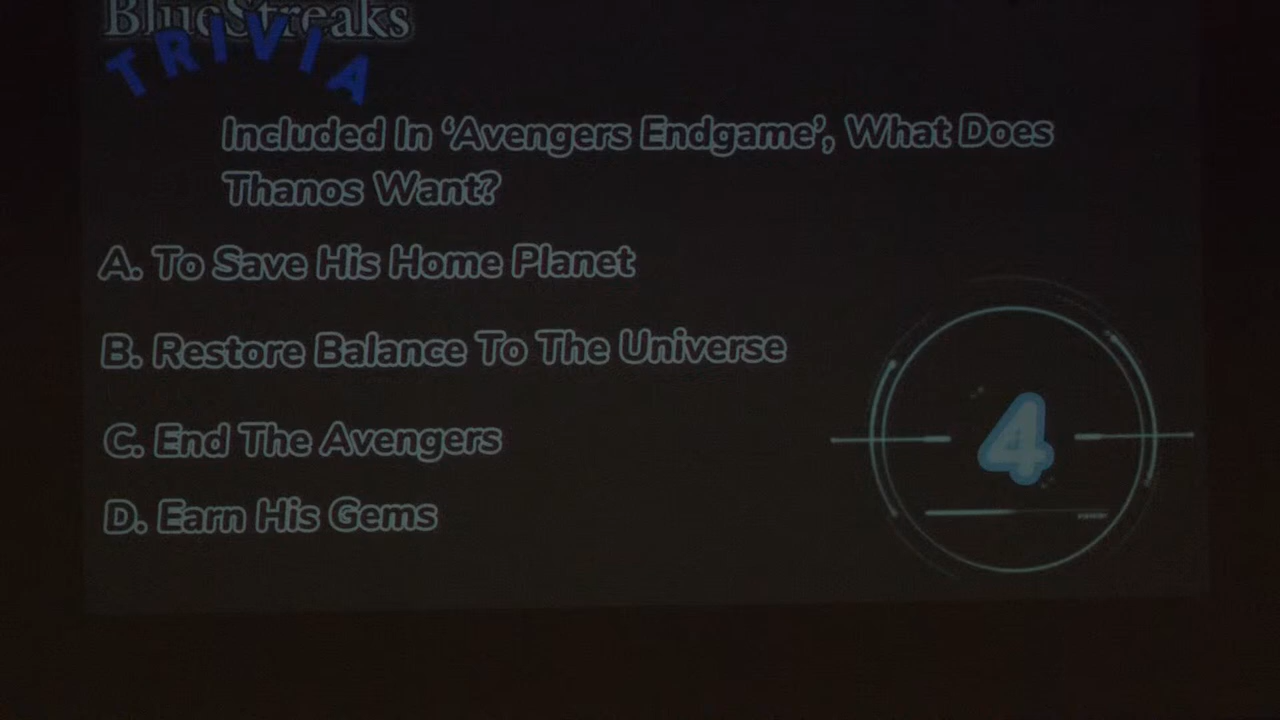 BlueStreaks
TRIVIA
Included In ‘Avengers Endgame’, What Does
Thanos Want?
A. To Save His Home Planet
B. Restore Balance To The Universe
C. End The Avengers
D. Earn His Gems
4